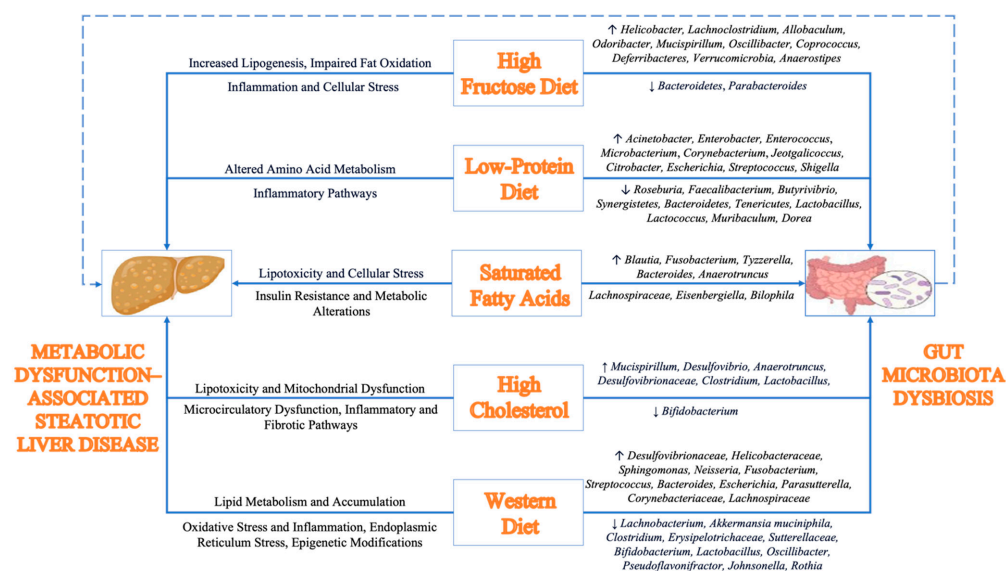 ↑ Helicobacter, Lachnoclostridium, Allobaculum,
Odoribacter, Mucispirillum, Oscillibacter, Coprococcus,
Deferribacteres, Verrucomicrobia, Anaerostipes
Increased Lipogenesis, Impaired Fat Oxidation
High
Fructose Diet
Inflammation and Cellular Stress
↓ Bacteroidetes, Parabacteroides
↑ Acinetobacter, Enterobacter, Enterococcus,
Microbacterium, Corynebacterium, Jeotgalicoccus,
Citrobacter, Escherichia, Streptococcus, Shigella
Altered Amino Acid Metabolism
Low-Protein
Diet
Inflammatory Pathways
↓ Roseburia, Faecalibacterium, Butyrivibrio,
Synergistetes, Bacteroidetes, Tenericutes, Lactobacillus,
Lactococcus, Muribaculum, Dorea
Lipotoxicity and Cellular Stress
Saturated
Fatty Acids
↑ Blautia, Fusobacterium, Tyzzerella,
Bacteroides, Anaerotruncus
Insulin Resistance and Metabolic
Alterations
Lachnospiraceae, Eisenbergiella, Bilophila
METABOLIC
DYSFUNCTION–
ASSOCIATED
STEATOTIC
LIVER DISEASE
GUT
MICROBIOTA
DYSBIOSIS
Lipotoxicity and Mitochondrial Dysfunction
High
Cholesterol
↑ Mucispirillum, Desulfovibrio, Anaerotruncus,
Desulfovibrionaceae, Clostridium, Lactobacillus,
Microcirculatory Dysfunction, Inflammatory and
Fibrotic Pathways
↓ Bifidobacterium
↑ Desulfovibrionaceae, Helicobacteraceae,
Sphingomonas, Neisseria, Fusobacterium,
Streptococcus, Bacteroides, Escherichia, Parasutterella,
Corynebacteriaceae, Lachnospiraceae
Lipid Metabolism and Accumulation
Western
Diet
Oxidative Stress and Inflammation, Endoplasmic
Reticulum Stress, Epigenetic Modifications
↓ Lachnobacterium, Akkermansia muciniphila,
Clostridium, Erysipelotrichaceae, Sutterellaceae,
Bifidobacterium, Lactobacillus, Oscillibacter,
Pseudoflavonifractor, Johnsonella, Rothia